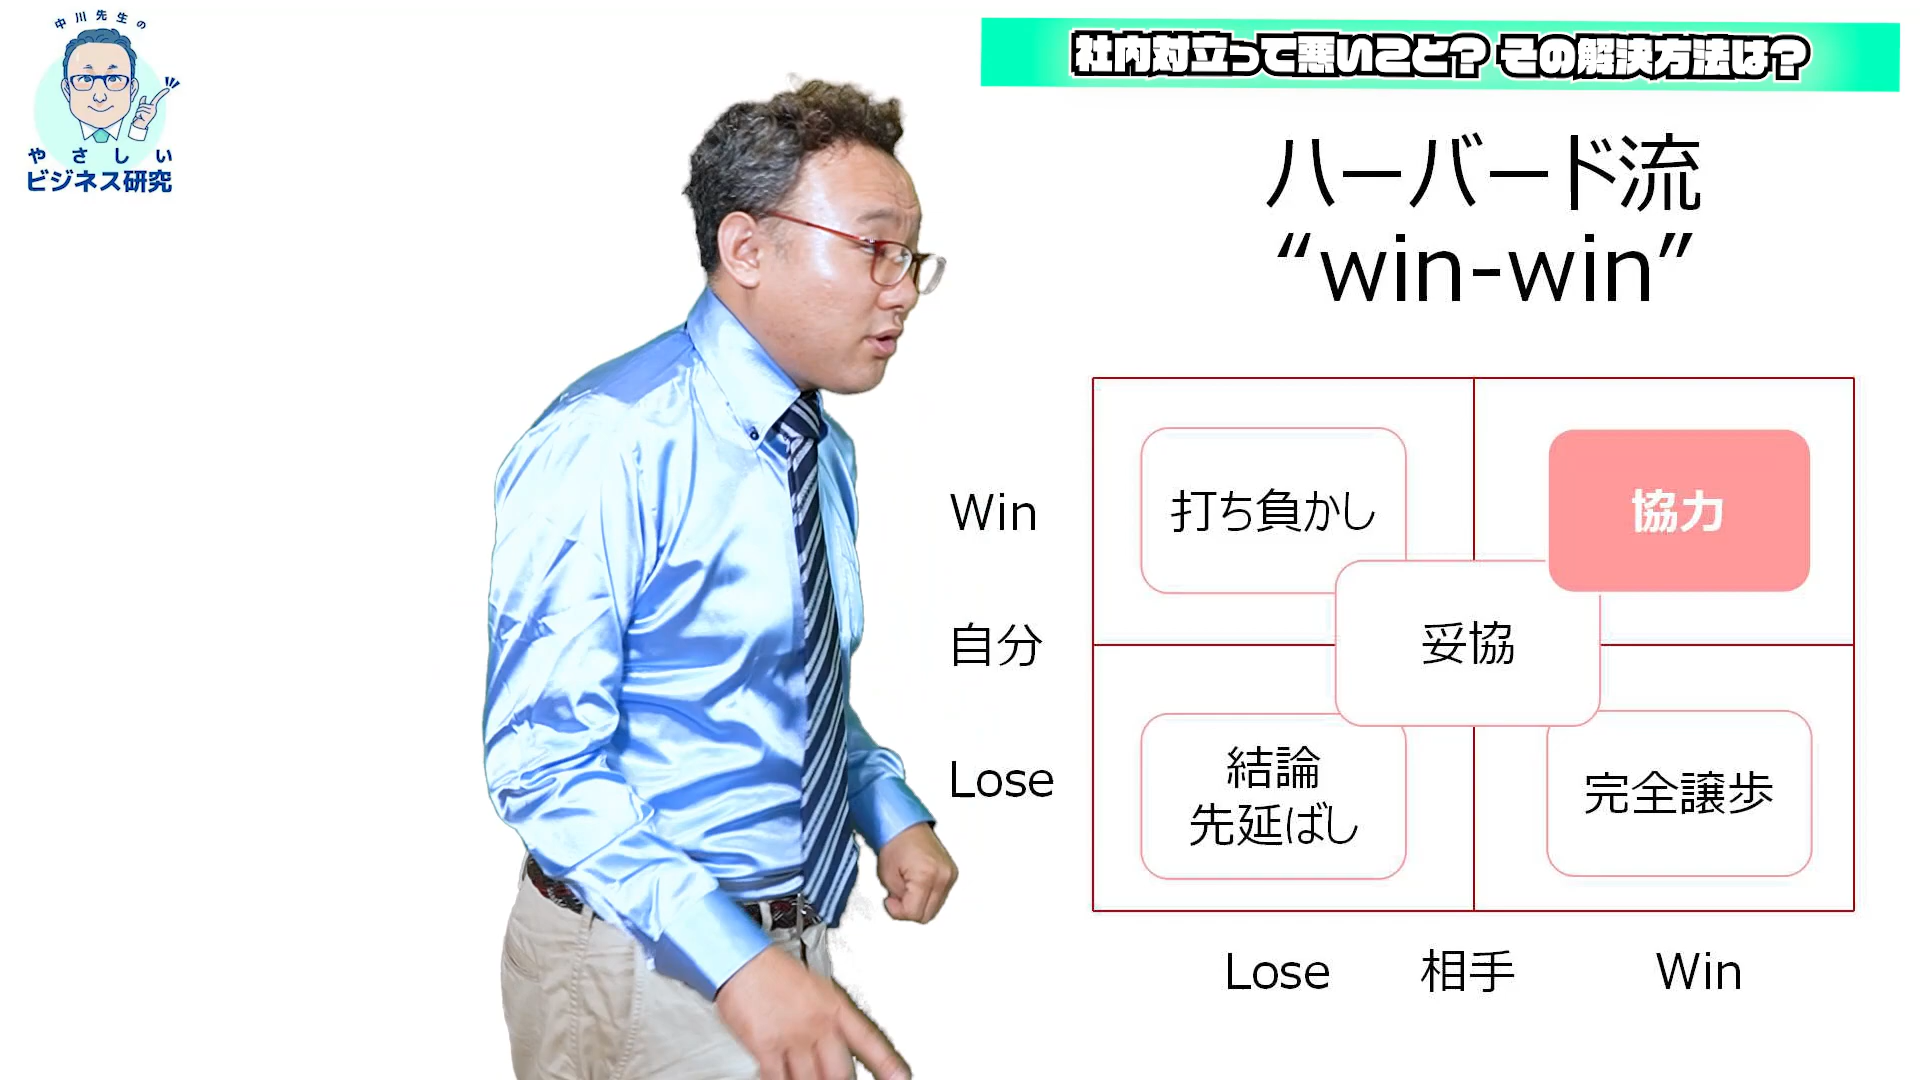 中川先生の
やさしい
ビジネス研究
社内対立って悪いこと？その解決方法は？
ハーバード流
“win-win”
Win
打ち負かし
協力
自分
妥協
Lose
結論
先延ばし
完全譲歩
Lose
相手
Win